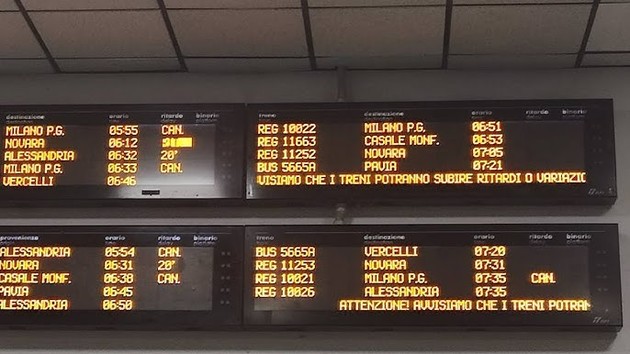 destinazione orario ritardo binario
MILANO P.G. 05:55 CAN.
NOVARA 06:12
ALESSANDRIA 06:32 20'
MILANO P.G. 06:33 CAN.
VERCELLI 06:46
treno destinazione orario ritardo binario
REG 10022 MILANO P.G. 06:51
REG 11663 CASALE MONF. 06:53
REG 11252 NOVARA 07:05
BUS 5665A PAVIA 07:21
VISIAMO CHE I TRENI POTRANNO SUBIRE RITARDI O VARIAZIO
provenienza orario ritardo binario
ALESSANDRIA 05:54 CAN.
NOVARA 06:31 20'
CASALE MONF. 06:38 CAN.
PAVIA 06:45
ALESSANDRIA 06:50
treno destinazione orario ritardo binario
BUS 5665A VERCELLI 07:20
REG 11253 NOVARA 07:31
REG 10021 MILANO P.G. 07:35 CAN.
REG 10026 ALESSANDRIA 07:35
ATTENZIONE! AVVISIAMO CHE I TRENI POTRAN